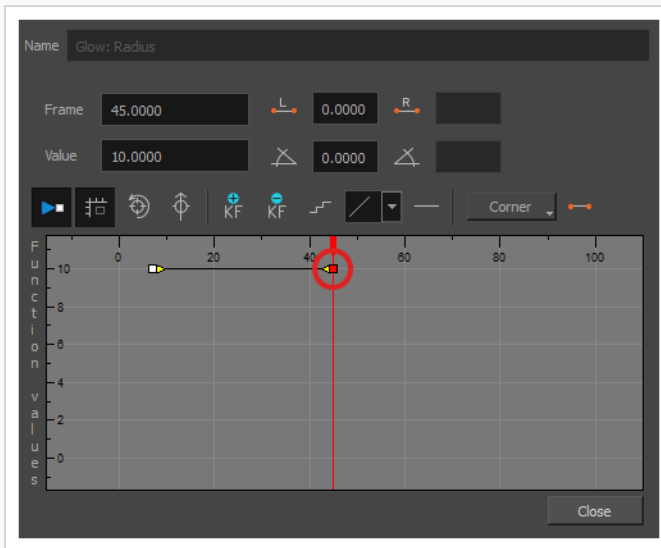 Name Glow: Radius
Frame 45.0000 L 0.0000 R
Value 10.0000 0.0000
KF KF Corner
Function values
0 20 40 60 80 100
10
8
6
4
2
0
Close